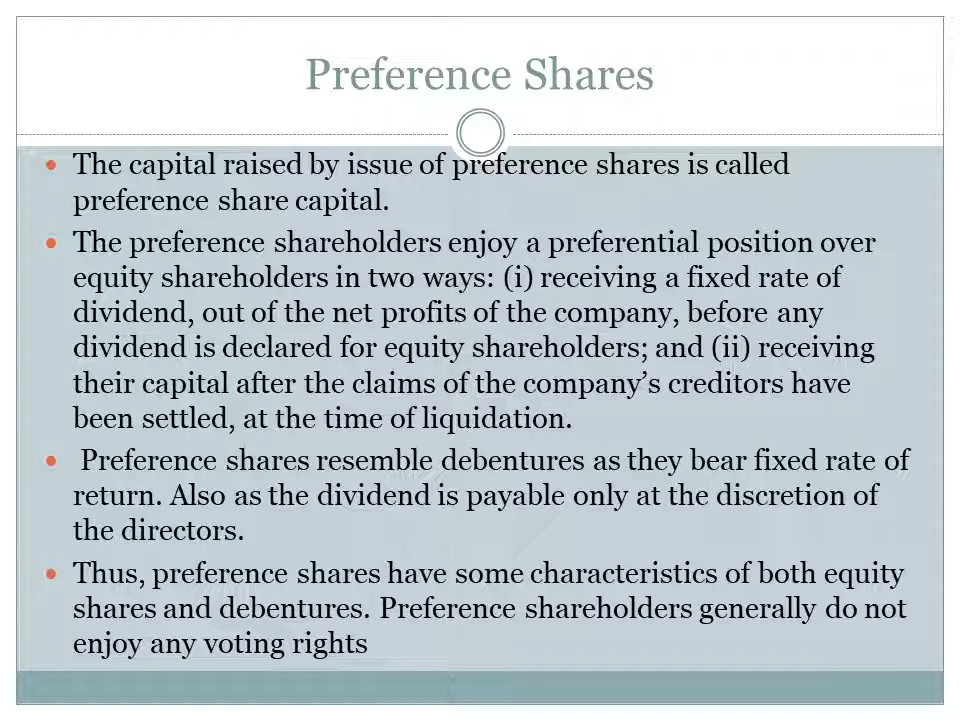 Preference Shares
• The capital raised by issue of preference shares is called
preference share capital.
• The preference shareholders enjoy a preferential position over
equity shareholders in two ways: (i) receiving a fixed rate of
dividend, out of the net profits of the company, before any
dividend is declared for equity shareholders; and (ii) receiving
their capital after the claims of the company’s creditors have
been settled, at the time of liquidation.
• Preference shares resemble debentures as they bear fixed rate of
return. Also as the dividend is payable only at the discretion of
the directors.
• Thus, preference shares have some characteristics of both equity
shares and debentures. Preference shareholders generally do not
enjoy any voting rights